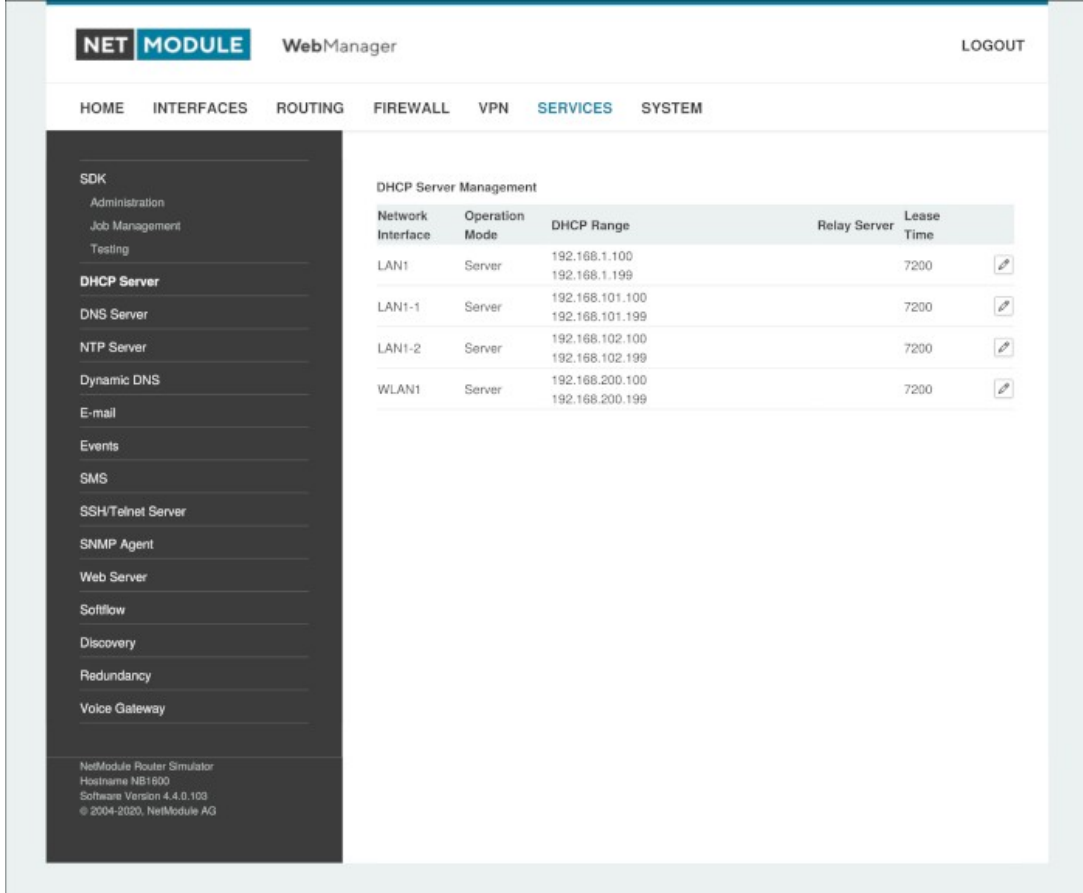 NET MODULE WebManager LOGOUT
HOME INTERFACES ROUTING FIREWALL VPN SERVICES SYSTEM
SDK
Administration
Job Management
Testing
DHCP Server
DNS Server
NTP Server
Dynamic DNS
E-mail
Events
SMS
SSH/Telnet Server
SNMP Agent
Web Server
Softflow
Discovery
Redundancy
Voice Gateway
NetModule Router Simulator
Hostname NB1600
Software Version 4.4.0.103
© 2004-2020, NetModule AG
DHCP Server Management
Network Interface Operation Mode DHCP Range Relay Server Lease Time
LAN1 Server 192.168.1.100 7200
192.168.1.199
LAN1-1 Server 192.168.101.100 7200
192.168.101.199
LAN1-2 Server 192.168.102.100 7200
192.168.102.199
WLAN1 Server 192.168.200.100 7200
192.168.200.199